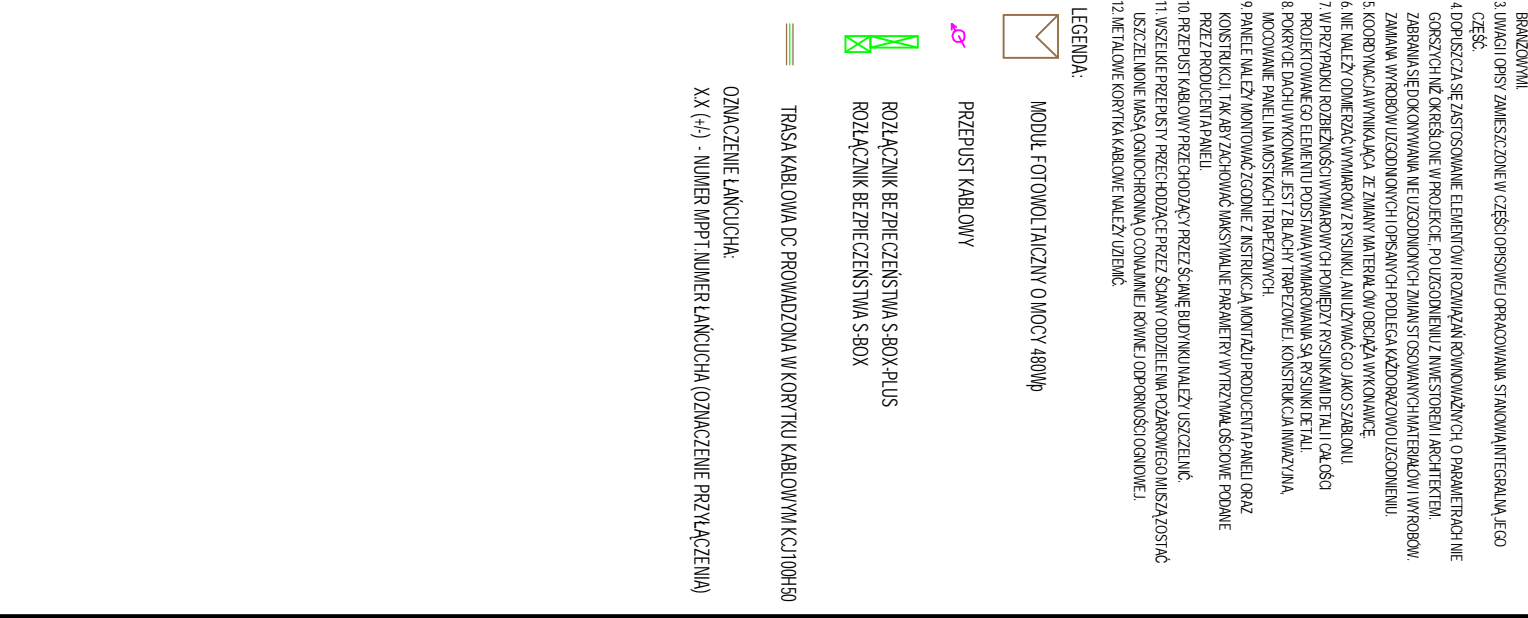 BRANŻOWYMI.
3. UWAGI I OPISY ZAMIESZCZONE W CZĘŚCI OPISOWEJ OPRACOWANIA STANOWIĄ INTEGRALNĄ JEGO
CZĘŚĆ.
4. DOPUSZCZA SIĘ ZASTOSOWANIE ELEMENTÓW I ROZWIĄZAŃ RÓWNOWAŻNYCH, O PARAMETRACH NIE
GORSZYCH NIŻ OKREŚLONE W PROJEKCIE, PO UZGODNIENIU Z INWESTOREM I ARCHITEKTEM.
ZABRANIA SIĘ DOKONYWANIA NIE UZGODNIONYCH ZMIAN STOSOWANYCH MATERIAŁÓW I WYROBÓW.
ZAMIANA WYROBÓW UZGODNIONYCH I OPISANYCH PODLEGA KAŻDORAZOWO UZGODNIENIU.
5. KOORDYNACJA WYNIKAJĄCA ZE ZMIANY MATERIAŁÓW OBCIĄŻA WYKONAWCĘ.
6. NIE NALEŻY ODMIERZAĆ WYMIARÓW Z RYSUNKU, ANI UŻYWAĆ GO JAKO SZABLONU.
7. W PRZYPADKU ROZBIEŻNOŚCI WYMIAROWYCH POMIĘDZY RYSUNKAMI DETALI I CAŁOŚCI
PROJEKTOWANEGO ELEMENTU PODSTAWĄ WYMIAROWANIA SĄ RYSUNKI DETALI.
8. POKRYCIE DACHU WYKONANE JEST Z BLACHY TRAPEZOWEJ. KONSTRUKCJA INWAZYJNA,
MOCOWANIE PANELI NA MOSTKACH TRAPEZOWYCH.
9. PANELE NALEŻY MONTOWAĆ ZGODNIE Z INSTRUKCJĄ MONTAŻU PRODUCENTA PANELI ORAZ
KONSTRUKCJI, TAK ABY ZACHOWAĆ MAKSYMALNE PARAMETRY WYTRZYMAŁOŚCIOWE PODANE
PRZEZ PRODUCENTA PANELI.
10. PRZEPUST KABLOWY PRZECHODZĄCY PRZEZ ŚCIANĘ BUDYNKU NALEŻY USZCZELNIĆ.
11. WSZELKIE PRZEPUSTY PRZECHODZĄCE PRZEZ ŚCIANY ODDZIELENIA POŻAROWEGO MUSZĄ ZOSTAĆ
USZCZELNIONE MASĄ OGNIOCHRONNĄ O CONAJMNIEJ RÓWNEJ ODPORNOŚCI OGNIOWEJ.
12. METALOWE KORYTKA KABLOWE NALEŻY UZIEMIĆ.
LEGENDA:
MODUŁ FOTOWOLTAICZNY O MOCY 480Wp
PRZEPUST KABLOWY
ROZŁĄCZNIK BEZPIECZEŃSTWA S-BOX-PLUS
ROZŁĄCZNIK BEZPIECZEŃSTWA S-BOX
TRASA KABLOWA DC PROWADZONA W KORYTKU KABLOWYM KCJ100H50
OZNACZENIE ŁAŃCUCHA:
X.X (+/-) - NUMER MPPT.NUMER ŁAŃCUCHA (OZNACZENIE PRZYŁĄCZENIA)